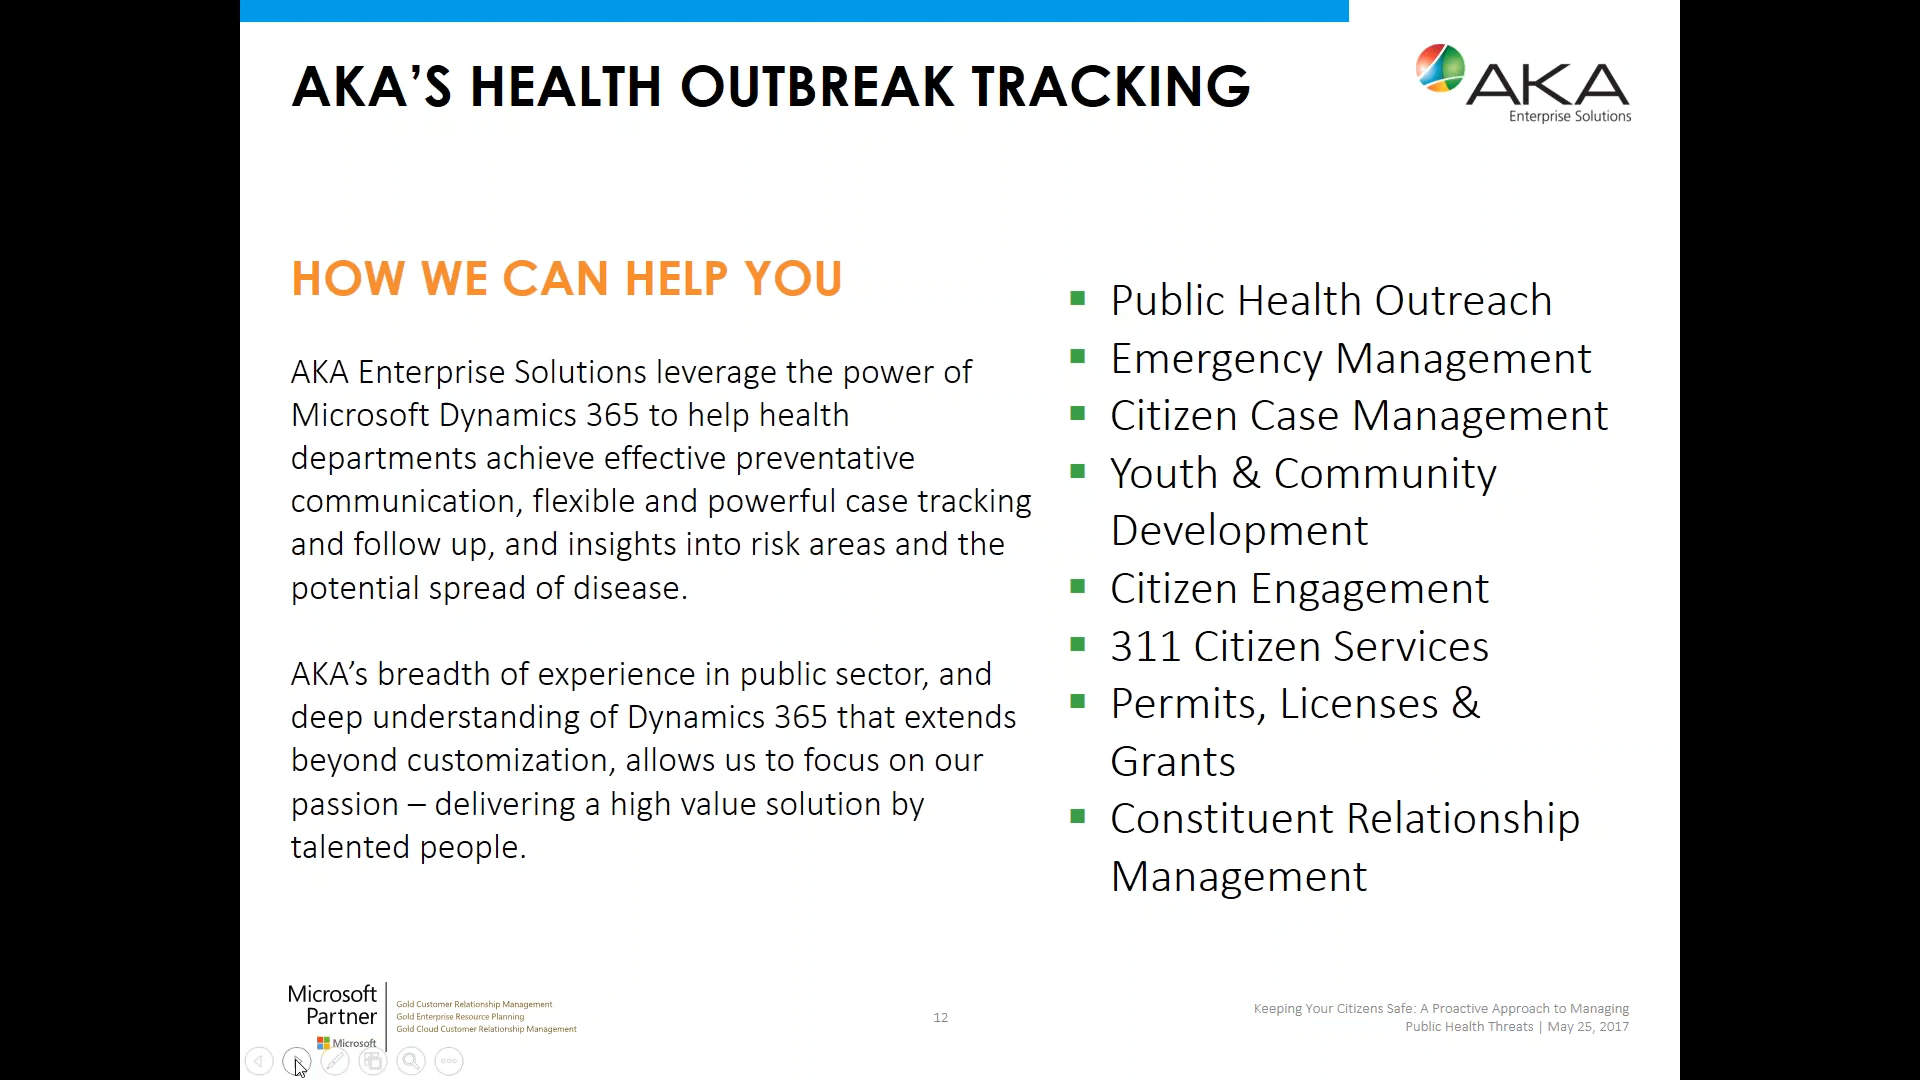 AKA’S HEALTH OUTBREAK TRACKING
AKA
Enterprise Solutions
HOW WE CAN HELP YOU
AKA Enterprise Solutions leverage the power of
Microsoft Dynamics 365 to help health
departments achieve effective preventative
communication, flexible and powerful case tracking
and follow up, and insights into risk areas and the
potential spread of disease.
AKA’s breadth of experience in public sector, and
deep understanding of Dynamics 365 that extends
beyond customization, allows us to focus on our
passion – delivering a high value solution by
talented people.
Public Health Outreach
Emergency Management
Citizen Case Management
Youth & Community
Development
Citizen Engagement
311 Citizen Services
Permits, Licenses &
Grants
Constituent Relationship
Management
Microsoft
Partner
Microsoft
Gold Customer Relationship Management
Gold Enterprise Resource Planning
Gold Cloud Customer Relationship Management
12
Keeping Your Citizens Safe: A Proactive Approach to Managing
Public Health Threats | May 25, 2017